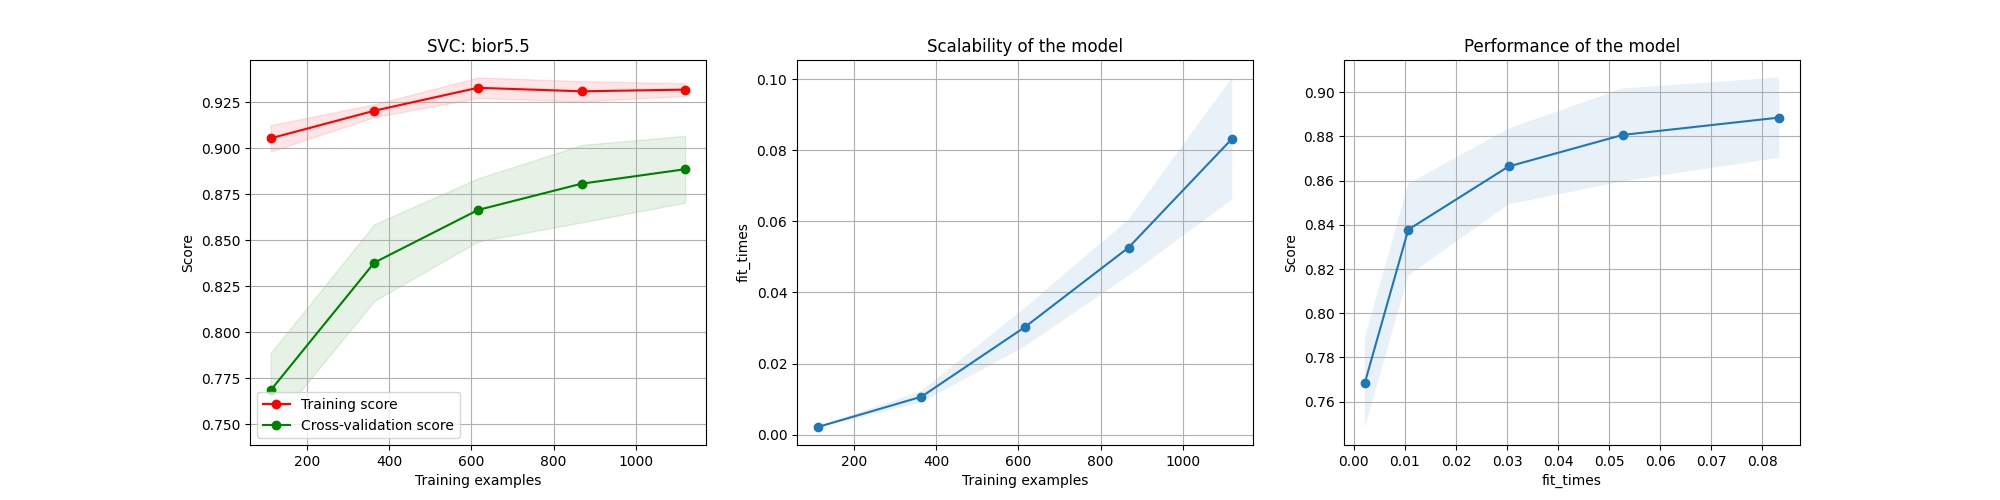 SVC: bior5.5
Score
0.925
0.900
0.875
0.850
0.825
0.800
0.775
0.750
Training score
Cross-validation score
200 400 600 800 1000
Training examples
Scalability of the model
fit_times
0.10
0.08
0.06
0.04
0.02
0.00
200 400 600 800 1000
Training examples
Performance of the model
Score
0.90
0.88
0.86
0.84
0.82
0.80
0.78
0.76
0.00 0.01 0.02 0.03 0.04 0.05 0.06 0.07 0.08
fit_times